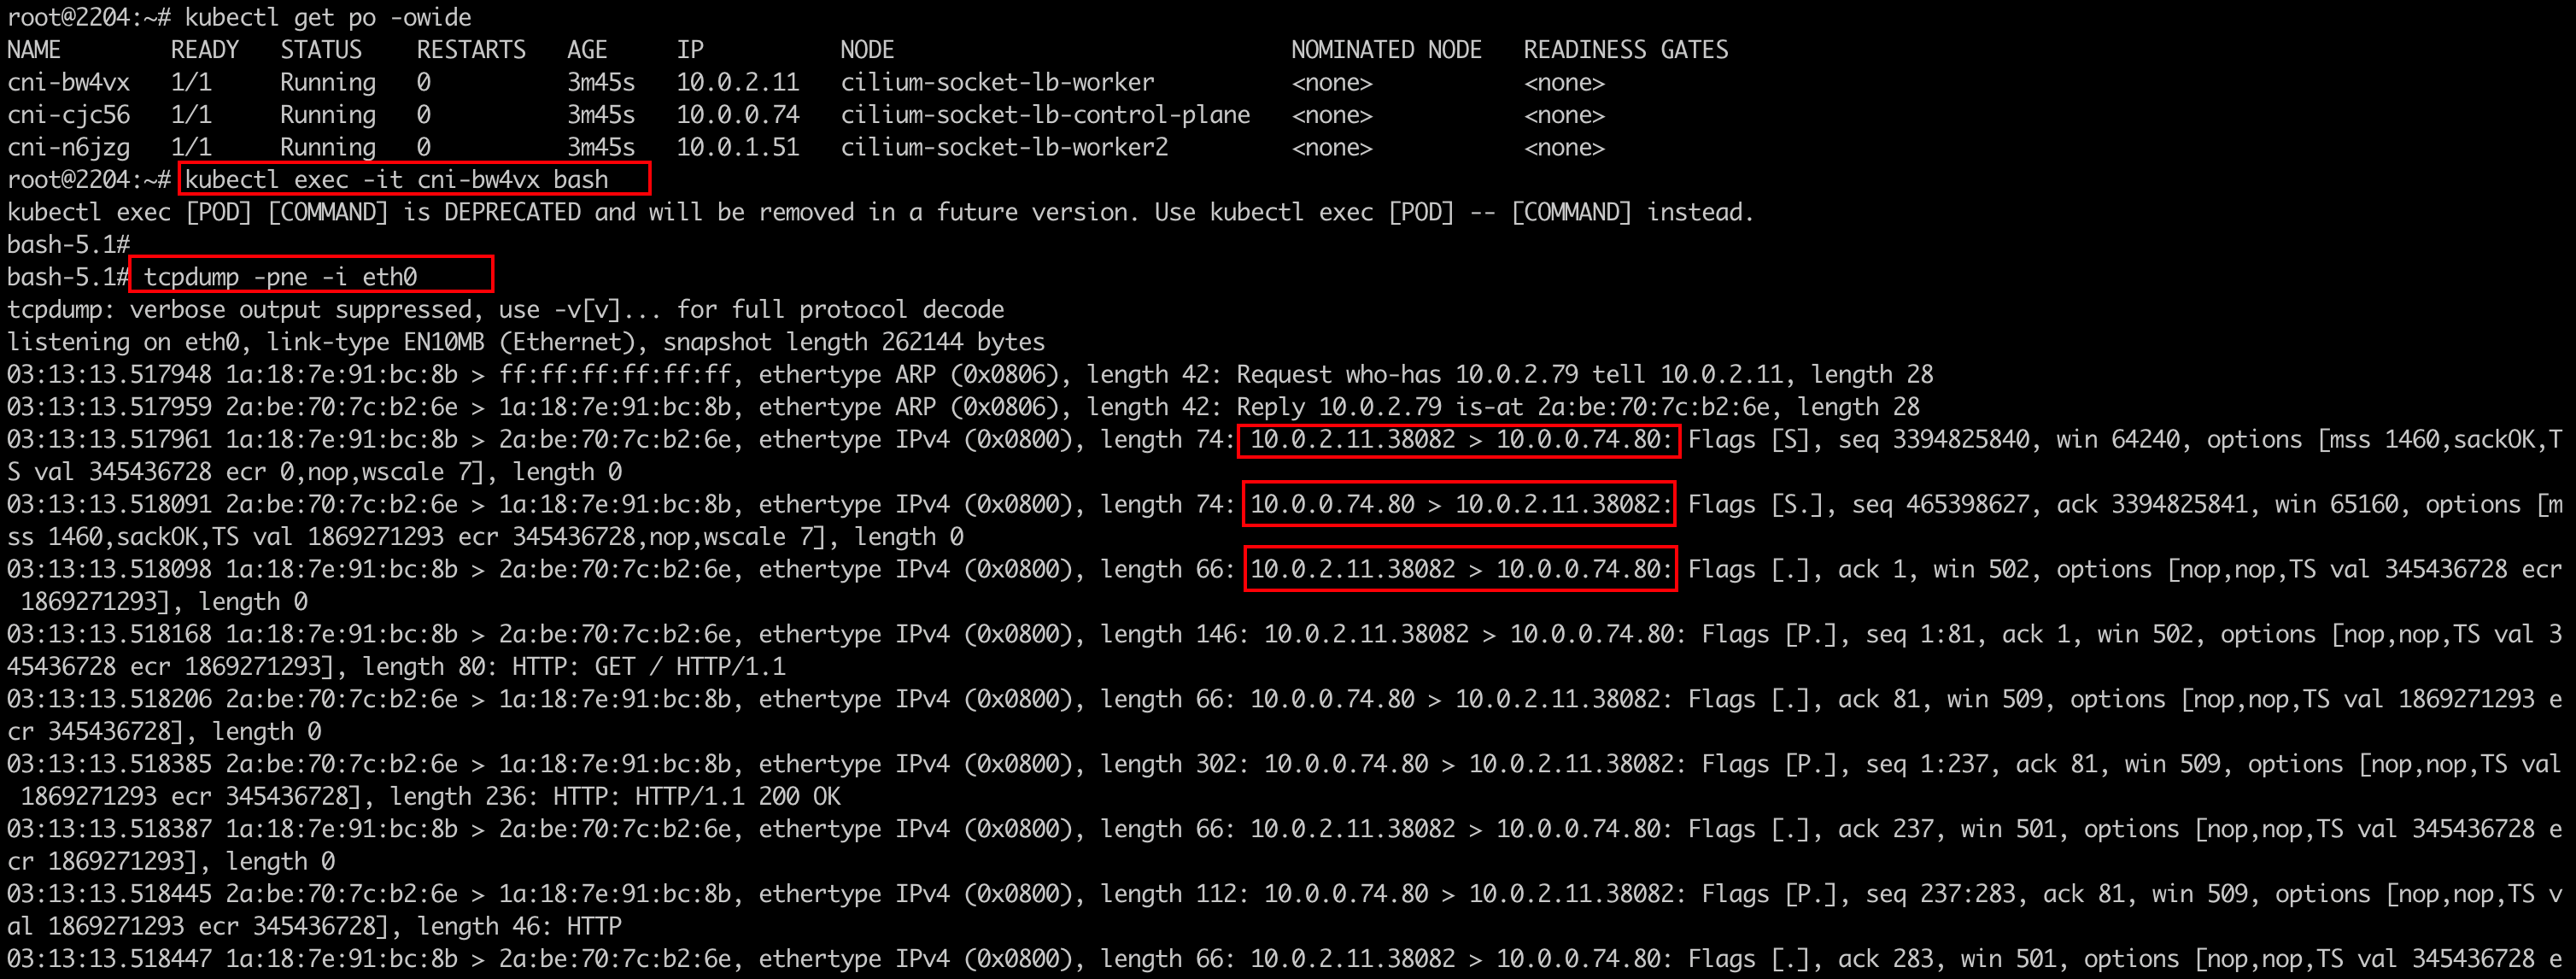 root@2204:~# kubectl get po -owide
NAME        READY   STATUS    RESTARTS   AGE     IP          NODE                             NOMINATED NODE   READINESS GATES
cni-bw4vx   1/1     Running   0          3m45s   10.0.2.11   cilium-socket-lb-worker          <none>           <none>
cni-cjc56   1/1     Running   0          3m45s   10.0.0.74   cilium-socket-lb-control-plane   <none>           <none>
cni-n6jzg   1/1     Running   0          3m45s   10.0.1.51   cilium-socket-lb-worker2         <none>           <none>
root@2204:~# kubectl exec -it cni-bw4vx bash
kubectl exec [POD] [COMMAND] is DEPRECATED and will be removed in a future version. Use kubectl exec [POD] -- [COMMAND] instead.
bash-5.1#
bash-5.1# tcpdump -pne -i eth0
tcpdump: verbose output suppressed, use -v[v]... for full protocol decode
listening on eth0, link-type EN10MB (Ethernet), snapshot length 262144 bytes
03:13:13.517948 1a:18:7e:91:bc:8b > ff:ff:ff:ff:ff:ff, ethertype ARP (0x0806), length 42: Request who-has 10.0.2.79 tell 10.0.2.11, length 28
03:13:13.517959 2a:be:70:7c:b2:6e > 1a:18:7e:91:bc:8b, ethertype ARP (0x0806), length 42: Reply 10.0.2.79 is-at 2a:be:70:7c:b2:6e, length 28
03:13:13.517961 1a:18:7e:91:bc:8b > 2a:be:70:7c:b2:6e, ethertype IPv4 (0x0800), length 74: 10.0.2.11.38082 > 10.0.0.74.80: Flags [S], seq 3394825840, win 64240, options [mss 1460,sackOK,T
S val 345436728 ecr 0,nop,wscale 7], length 0
03:13:13.518091 2a:be:70:7c:b2:6e > 1a:18:7e:91:bc:8b, ethertype IPv4 (0x0800), length 74: 10.0.0.74.80 > 10.0.2.11.38082: Flags [S.], seq 465398627, ack 3394825841, win 65160, options [m
ss 1460,sackOK,TS val 1869271293 ecr 345436728,nop,wscale 7], length 0
03:13:13.518098 1a:18:7e:91:bc:8b > 2a:be:70:7c:b2:6e, ethertype IPv4 (0x0800), length 66: 10.0.2.11.38082 > 10.0.0.74.80: Flags [.], ack 1, win 502, options [nop,nop,TS val 345436728 ecr
 1869271293], length 0
03:13:13.518168 1a:18:7e:91:bc:8b > 2a:be:70:7c:b2:6e, ethertype IPv4 (0x0800), length 146: 10.0.2.11.38082 > 10.0.0.74.80: Flags [P.], seq 1:81, ack 1, win 502, options [nop,nop,TS val 3
45436728 ecr 1869271293], length 80: HTTP: GET / HTTP/1.1
03:13:13.518206 2a:be:70:7c:b2:6e > 1a:18:7e:91:bc:8b, ethertype IPv4 (0x0800), length 66: 10.0.0.74.80 > 10.0.2.11.38082: Flags [.], ack 81, win 509, options [nop,nop,TS val 1869271293 e
cr 345436728], length 0
03:13:13.518385 2a:be:70:7c:b2:6e > 1a:18:7e:91:bc:8b, ethertype IPv4 (0x0800), length 302: 10.0.0.74.80 > 10.0.2.11.38082: Flags [P.], seq 1:237, ack 81, win 509, options [nop,nop,TS val
 1869271293 ecr 345436728], length 236: HTTP: HTTP/1.1 200 OK
03:13:13.518387 1a:18:7e:91:bc:8b > 2a:be:70:7c:b2:6e, ethertype IPv4 (0x0800), length 66: 10.0.2.11.38082 > 10.0.0.74.80: Flags [.], ack 237, win 501, options [nop,nop,TS val 345436728 e
cr 1869271293], length 0
03:13:13.518445 2a:be:70:7c:b2:6e > 1a:18:7e:91:bc:8b, ethertype IPv4 (0x0800), length 112: 10.0.0.74.80 > 10.0.2.11.38082: Flags [P.], seq 237:283, ack 81, win 509, options [nop,nop,TS v
al 1869271293 ecr 345436728], length 46: HTTP
03:13:13.518447 1a:18:7e:91:bc:8b > 2a:be:70:7c:b2:6e, ethertype IPv4 (0x0800), length 66: 10.0.2.11.38082 > 10.0.0.74.80: Flags [.], ack 283, win 501, options [nop,nop,TS val 345436728 e